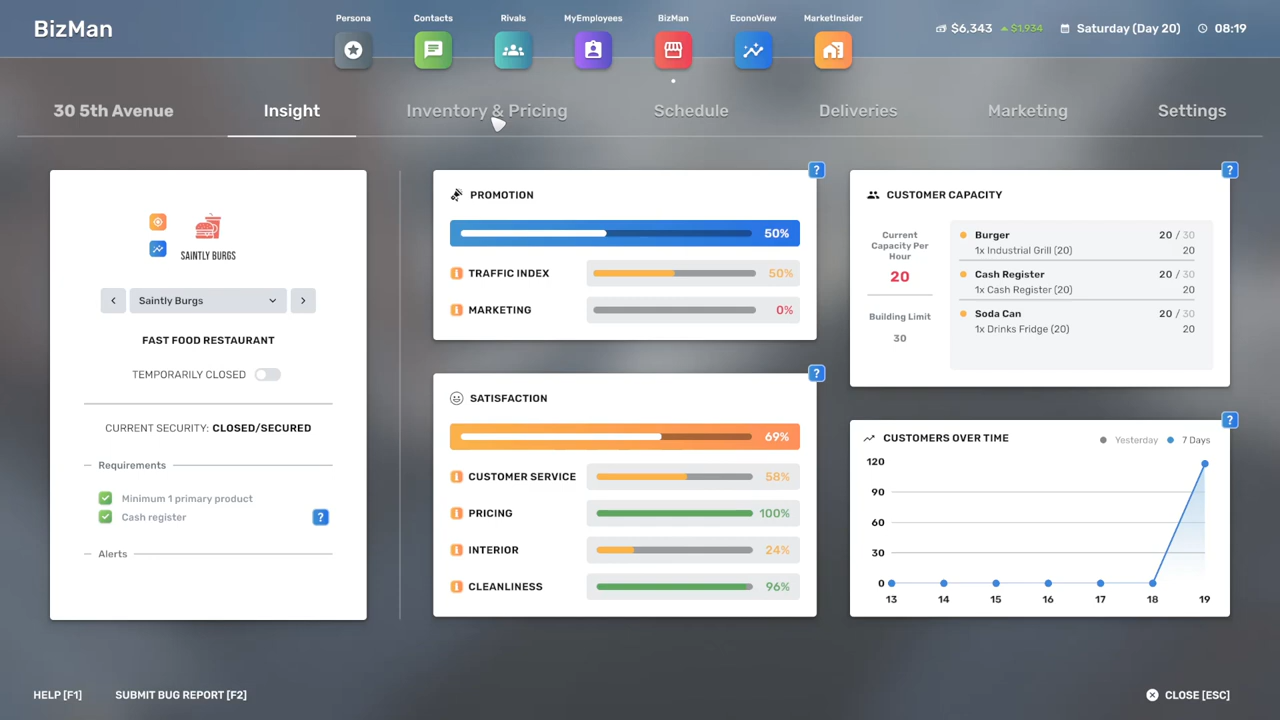 BizMan
Persona
Contacts
Rivals
MyEmployees
BizMan
EconoView
MarketInsider
$6,343
$1,934
Saturday (Day 20)
08:19
30 5th Avenue
Insight
Inventory & Pricing
Schedule
Deliveries
Marketing
Settings
SAINTLY BURGS
Saintly Burgs
FAST FOOD RESTAURANT
TEMPORARILY CLOSED
CURRENT SECURITY: CLOSED/SECURED
Requirements
Minimum 1 primary product
Cash register
?
Alerts
?
PROMOTION
50%
TRAFFIC INDEX
50%
MARKETING
0%
?
SATISFACTION
69%
CUSTOMER SERVICE
58%
PRICING
100%
INTERIOR
24%
CLEANLINESS
96%
?
CUSTOMER CAPACITY
Current
Capacity Per
Hour
20
Building Limit
30
Burger
20 / 30
1x Industrial Grill (20)
20
Cash Register
20 / 30
1x Cash Register (20)
20
Soda Can
20 / 30
1x Drinks Fridge (20)
20
?
CUSTOMERS OVER TIME
Yesterday
7 Days
120
90
60
30
0
13 14 15 16 17 18 19
HELP [F1]
SUBMIT BUG REPORT [F2]
CLOSE [ESC]